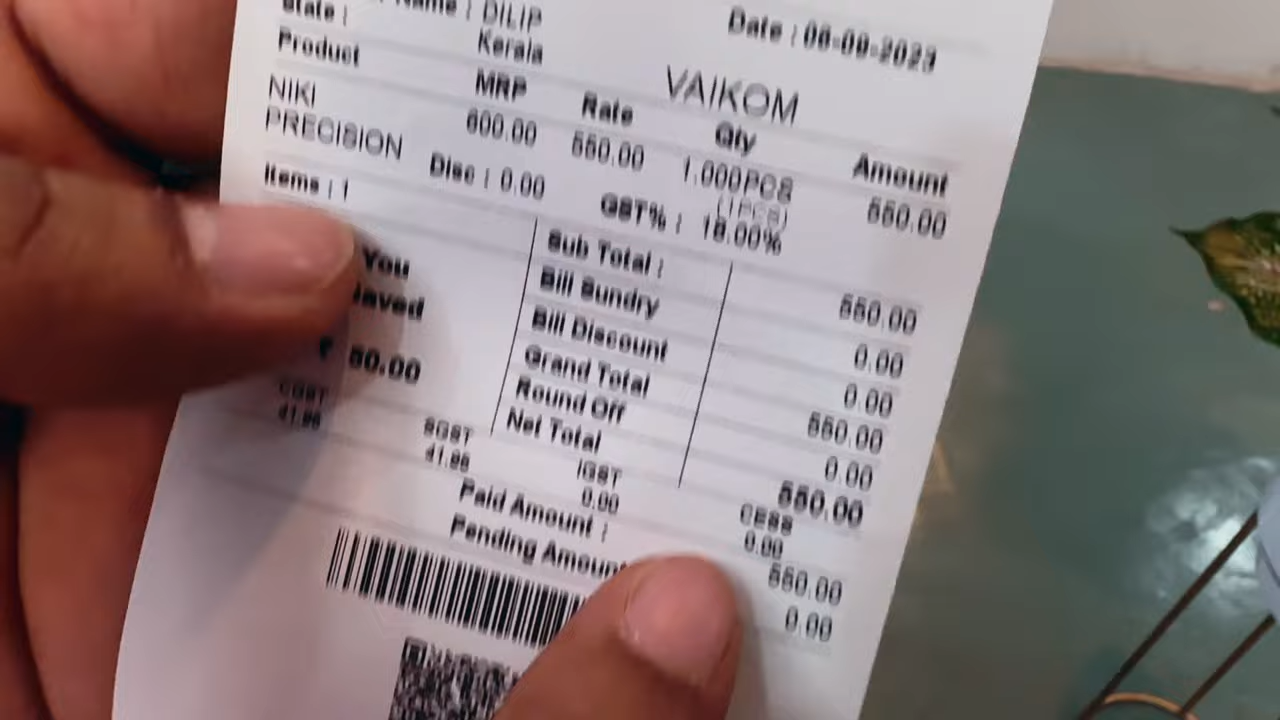 Name : DILIP
Date : 06-09-2023
State :
Kerala
VAIKOM
Product MRP Rate Qty Amount
NIKI PRECISION 600.00 550.00 1.000PCS 550.00
(1PCS)
Disc : 0.00 GST% : 18.00%
Items : 1
Sub Total : 550.00
You
Bill Sundry 0.00
Saved
Bill Discount 0.00
₹ 50.00
Grand Total 550.00
Round Off 0.00
Net Total 550.00
CGST SGST IGST CESS
41.95 41.95 0.00 0.00
Paid Amount : 550.00
Pending Amount 0.00